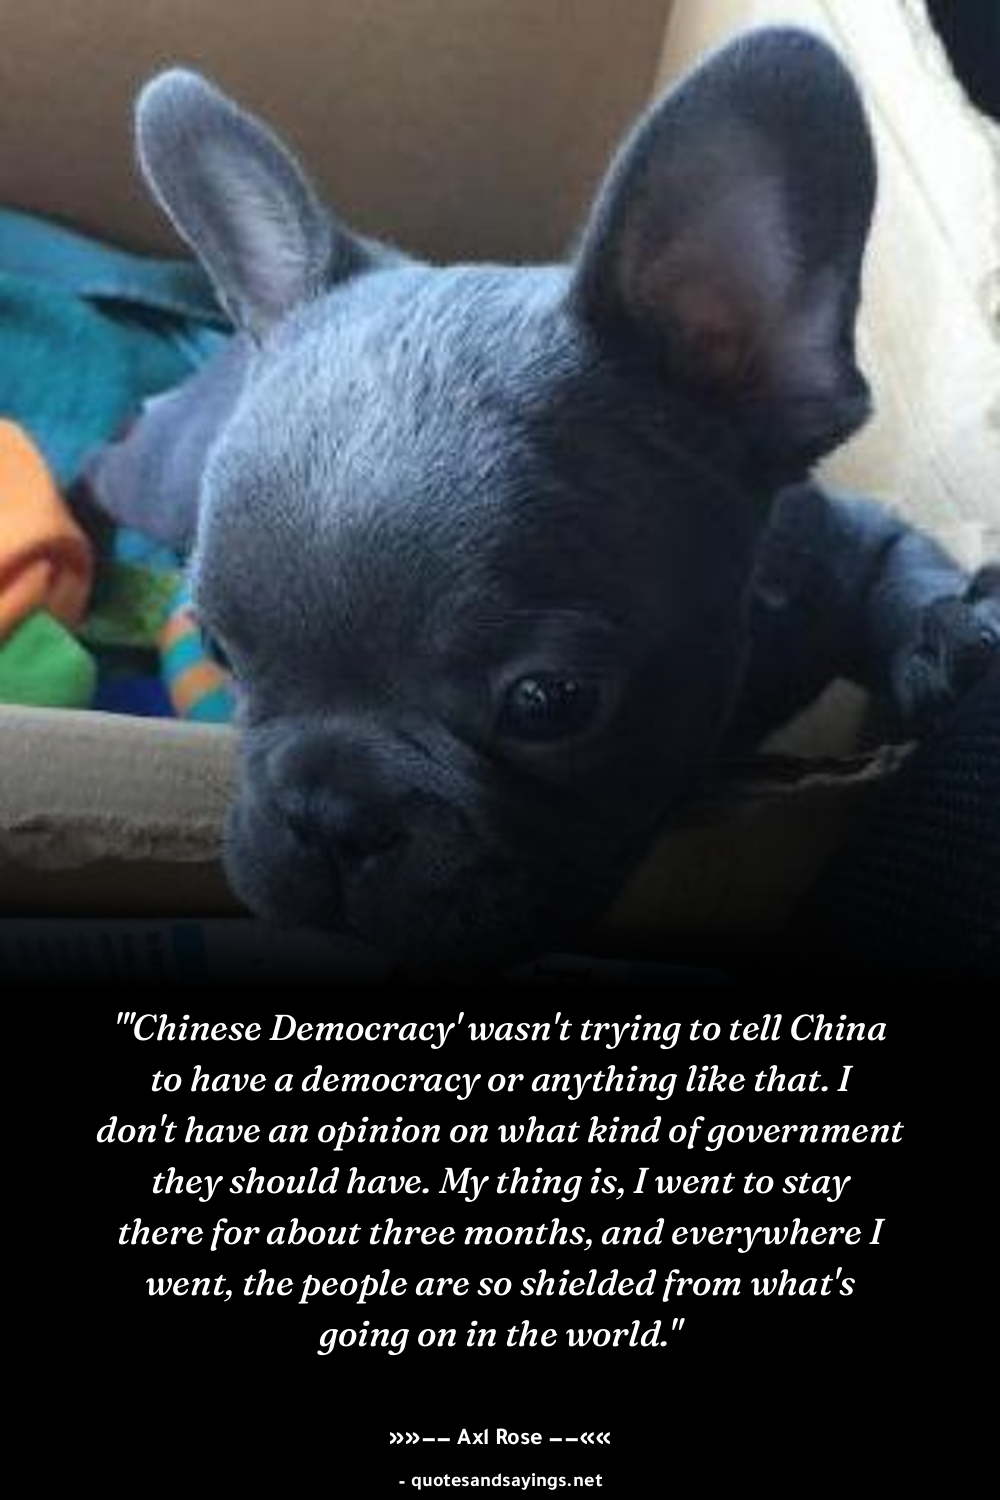 "'Chinese Democracy' wasn't trying to tell China
to have a democracy or anything like that. I
don't have an opinion on what kind of government
they should have. My thing is, I went to stay
there for about three months, and everywhere I
went, the people are so shielded from what's
going on in the world."
»»–– Axl Rose ––««
- quotesandsayings.net